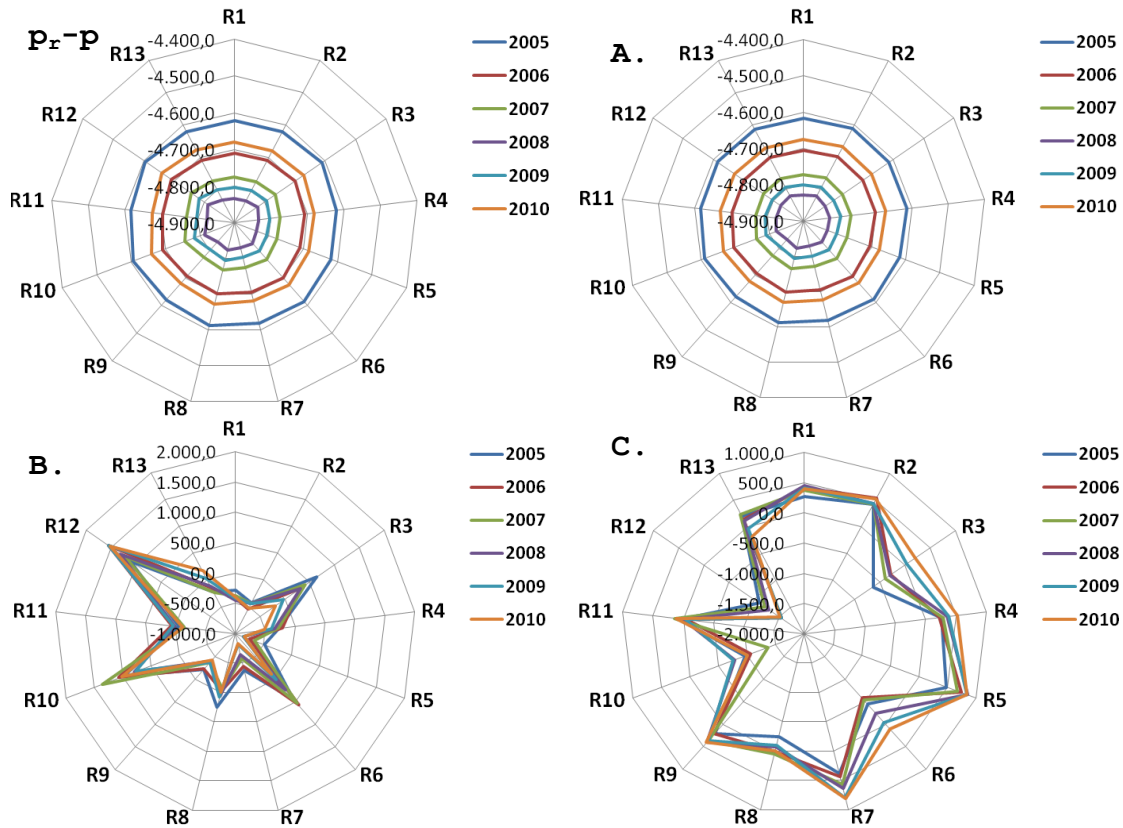 pr-p
R1
R2
R3
R4
R5
R6
R7
R8
R9
R10
R11
R12
R13
-4.400,0
-4.500,0
-4.600,0
-4.700,0
-4.800,0
-4.900,0
2005
2006
2007
2008
2009
2010
A.
R1
R2
R3
R4
R5
R6
R7
R8
R9
R10
R11
R12
R13
-4.400,0
-4.500,0
-4.600,0
-4.700,0
-4.800,0
-4.900,0
2005
2006
2007
2008
2009
2010
B.
R1
R2
R3
R4
R5
R6
R7
R8
R9
R10
R11
R12
R13
2.000,0
1.500,0
1.000,0
500,0
0,0
-500,0
-1.000,0
2005
2006
2007
2008
2009
2010
C.
R1
R2
R3
R4
R5
R6
R7
R8
R9
R10
R11
R12
R13
1.000,0
500,0
0,0
-500,0
-1.000,0
-1.500,0
-2.000,0
2005
2006
2007
2008
2009
2010